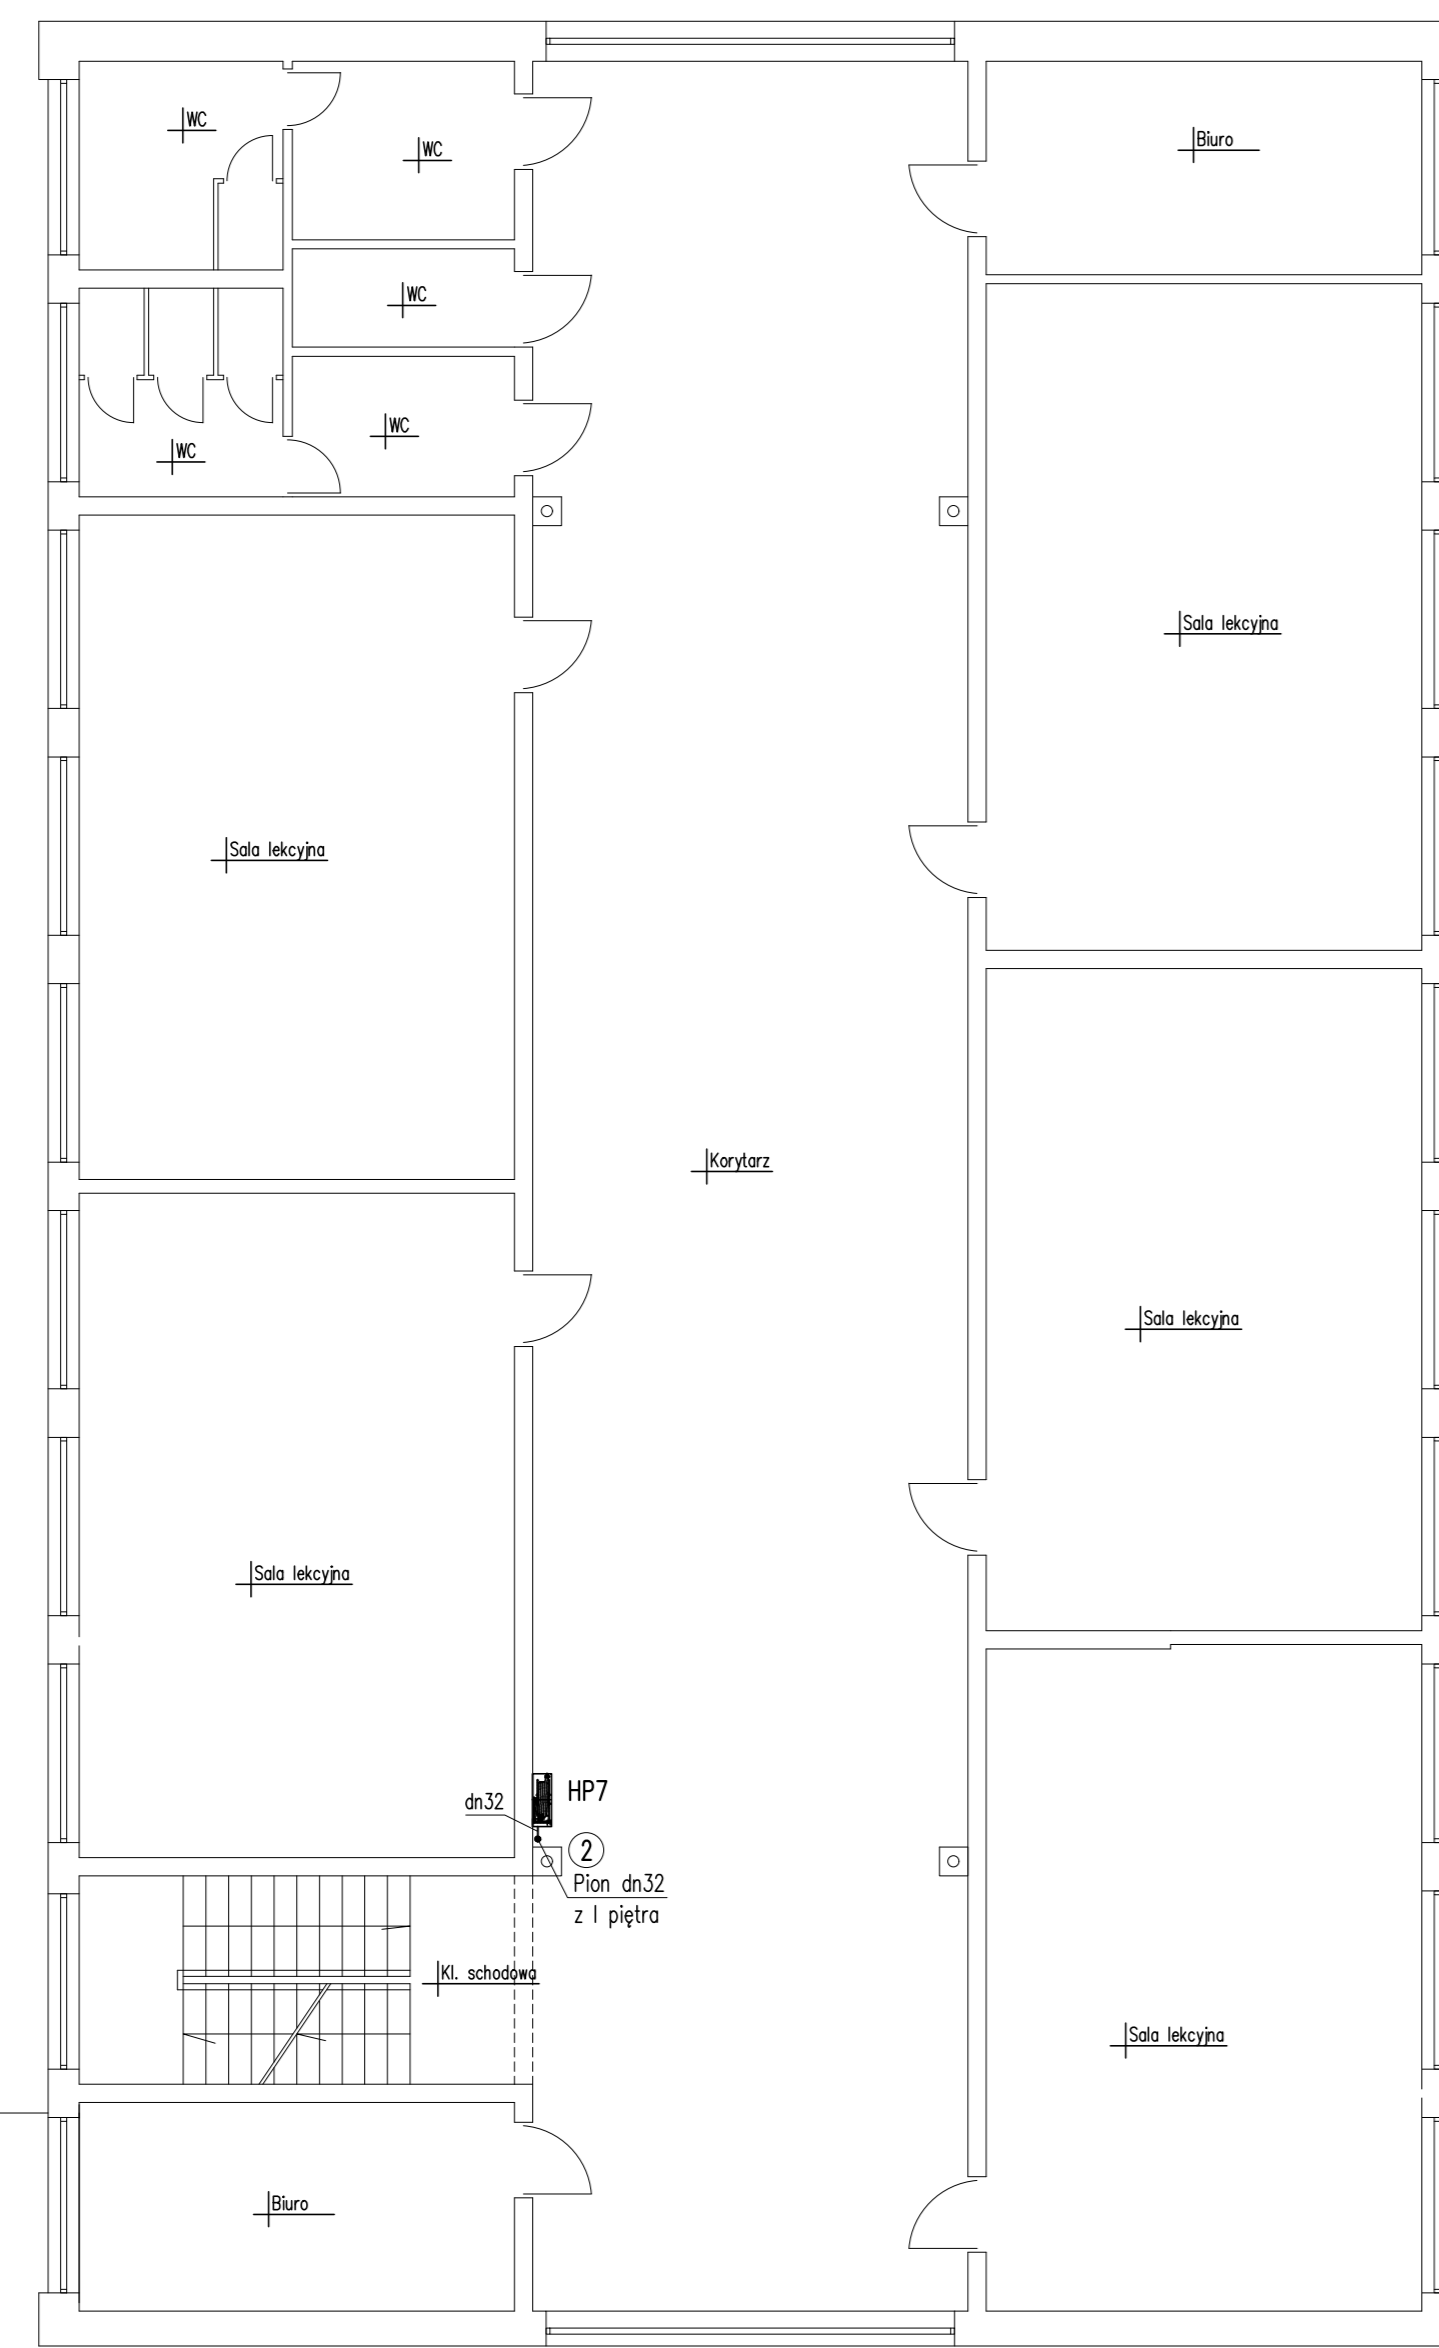 WC
WC
Biuro
WC
WC
WC
Sala lekcyjna
Sala lekcyjna
Korytarz
Sala lekcyjna
Sala lekcyjna
HP7
dn32
2
Pion dn32
z I piętra
Kl. schodowa
Sala lekcyjna
Biuro